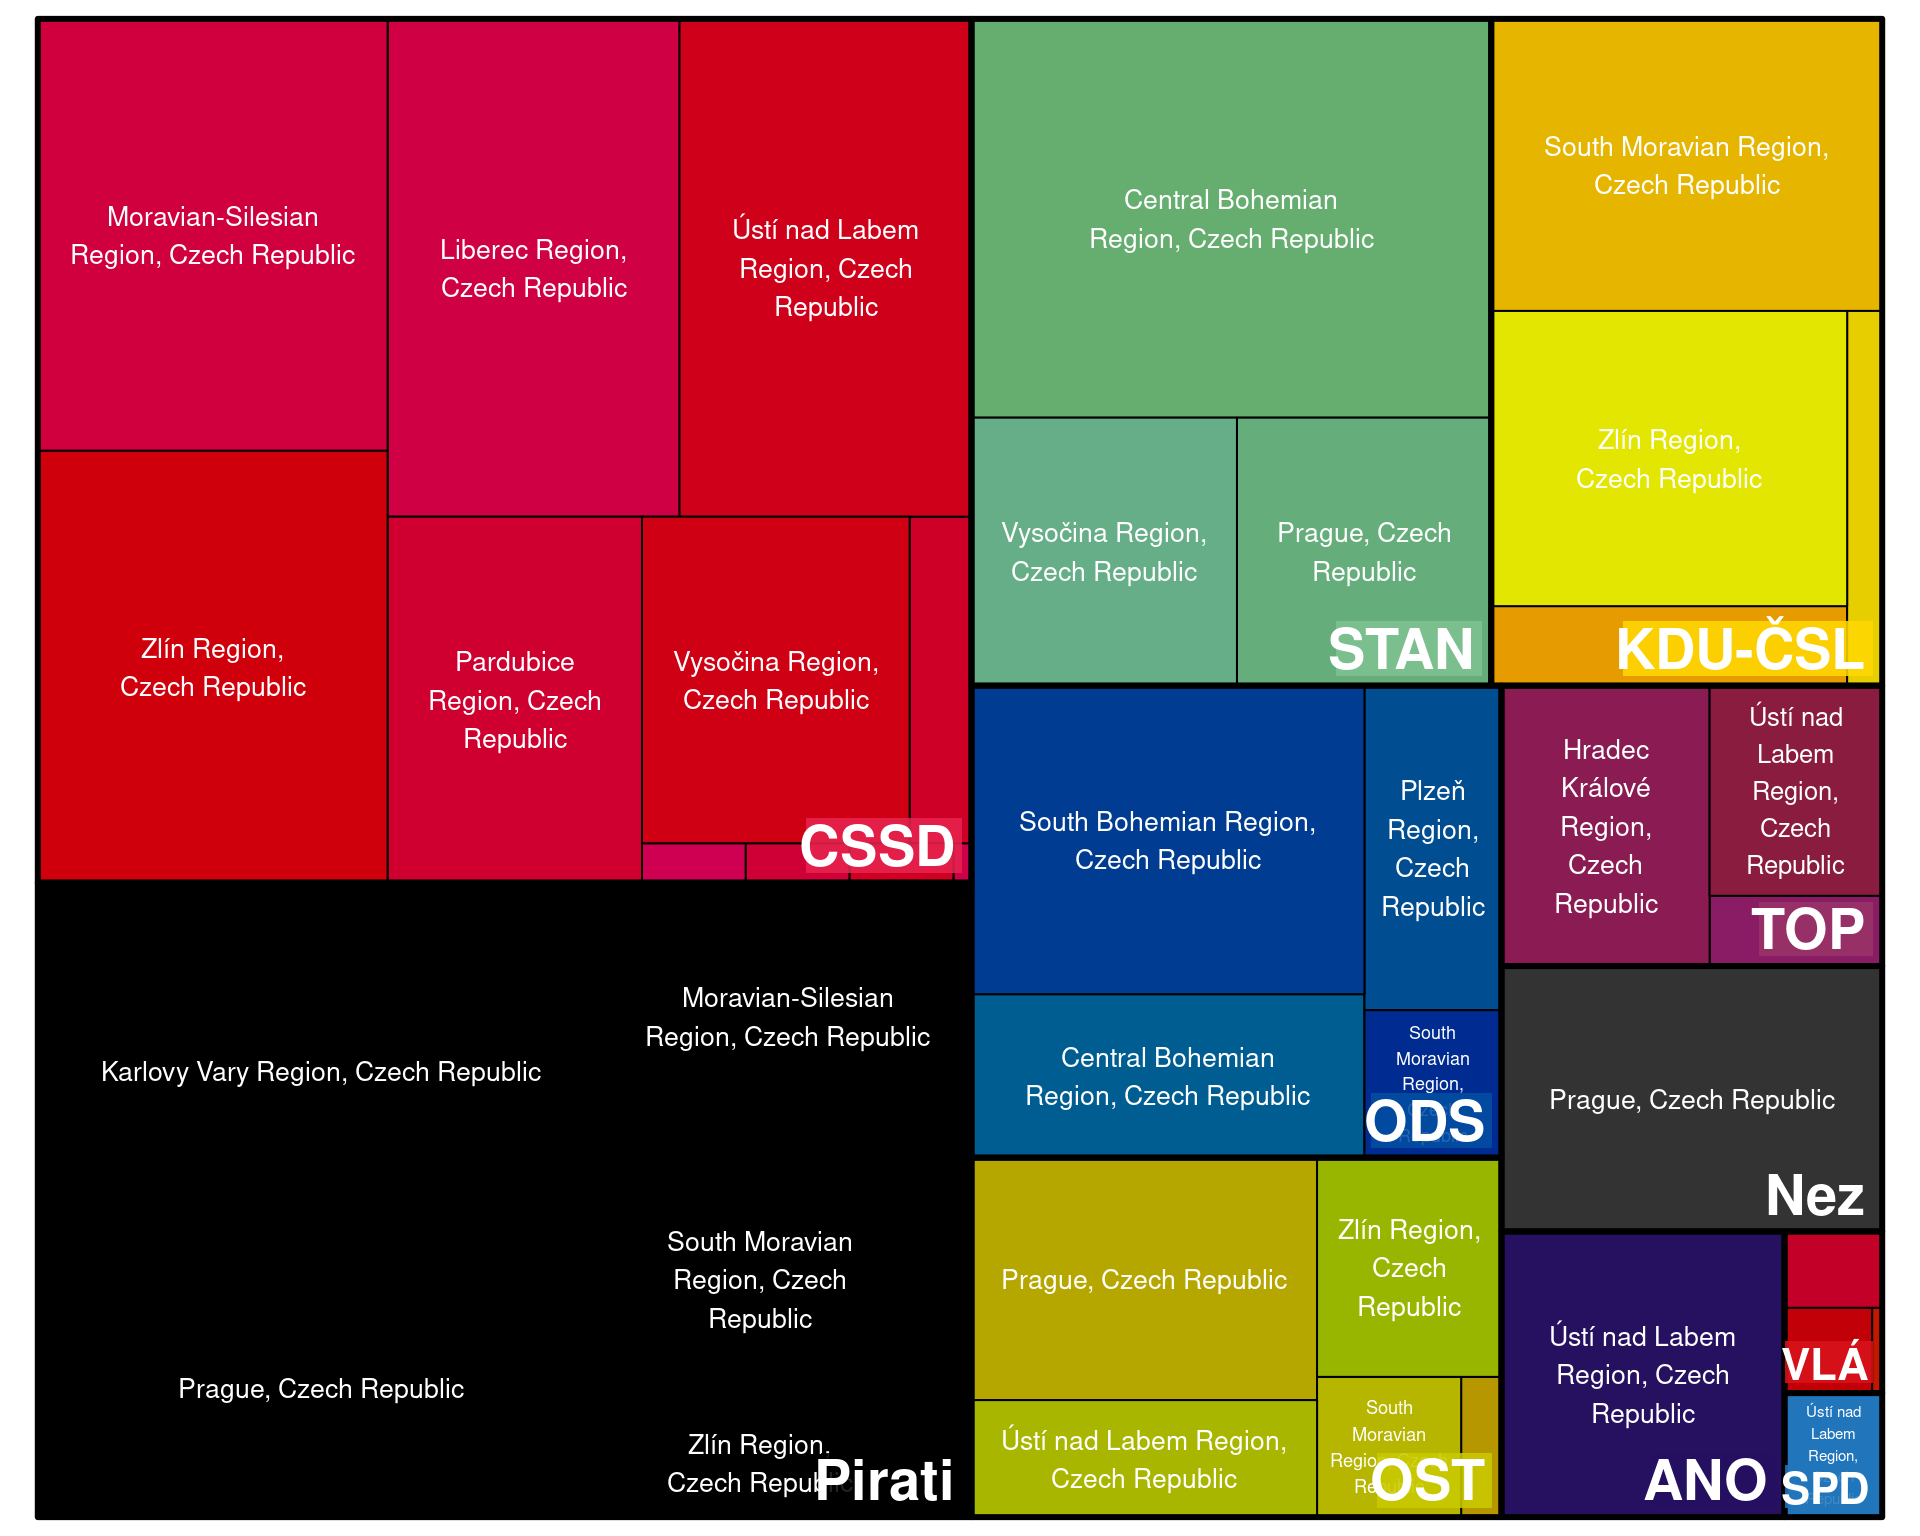 Moravian-Silesian
Region, Czech Republic
Liberec Region,
Czech Republic
Ústí nad Labem
Region, Czech
Republic
Zlín Region,
Czech Republic
Pardubice
Region, Czech
Republic
Vysočina Region,
Czech Republic
CSSD
Central Bohemian
Region, Czech Republic
Vysočina Region,
Czech Republic
Prague, Czech
Republic
STAN
South Moravian Region,
Czech Republic
Zlín Region,
Czech Republic
KDU-ČSL
Karlovy Vary Region, Czech Republic
Moravian-Silesian
Region, Czech Republic
Prague, Czech Republic
South Moravian
Region, Czech
Republic
Zlín Region,
Czech Republic
Pirati
South Bohemian Region,
Czech Republic
Plzeň
Region,
Czech
Republic
Central Bohemian
Region, Czech Republic
South
Moravian
Region,
ODS
Hradec
Králové
Region,
Czech
Republic
Ústí nad
Labem
Region,
Czech
Republic
TOP
Prague, Czech Republic
Nez
Prague, Czech Republic
Zlín Region,
Czech
Republic
Ústí nad Labem Region,
Czech Republic
South
Moravian
OST
Ústí nad Labem
Region, Czech
Republic
ANO
VLÁ
Ústí nad
Labem
Region,
SPD